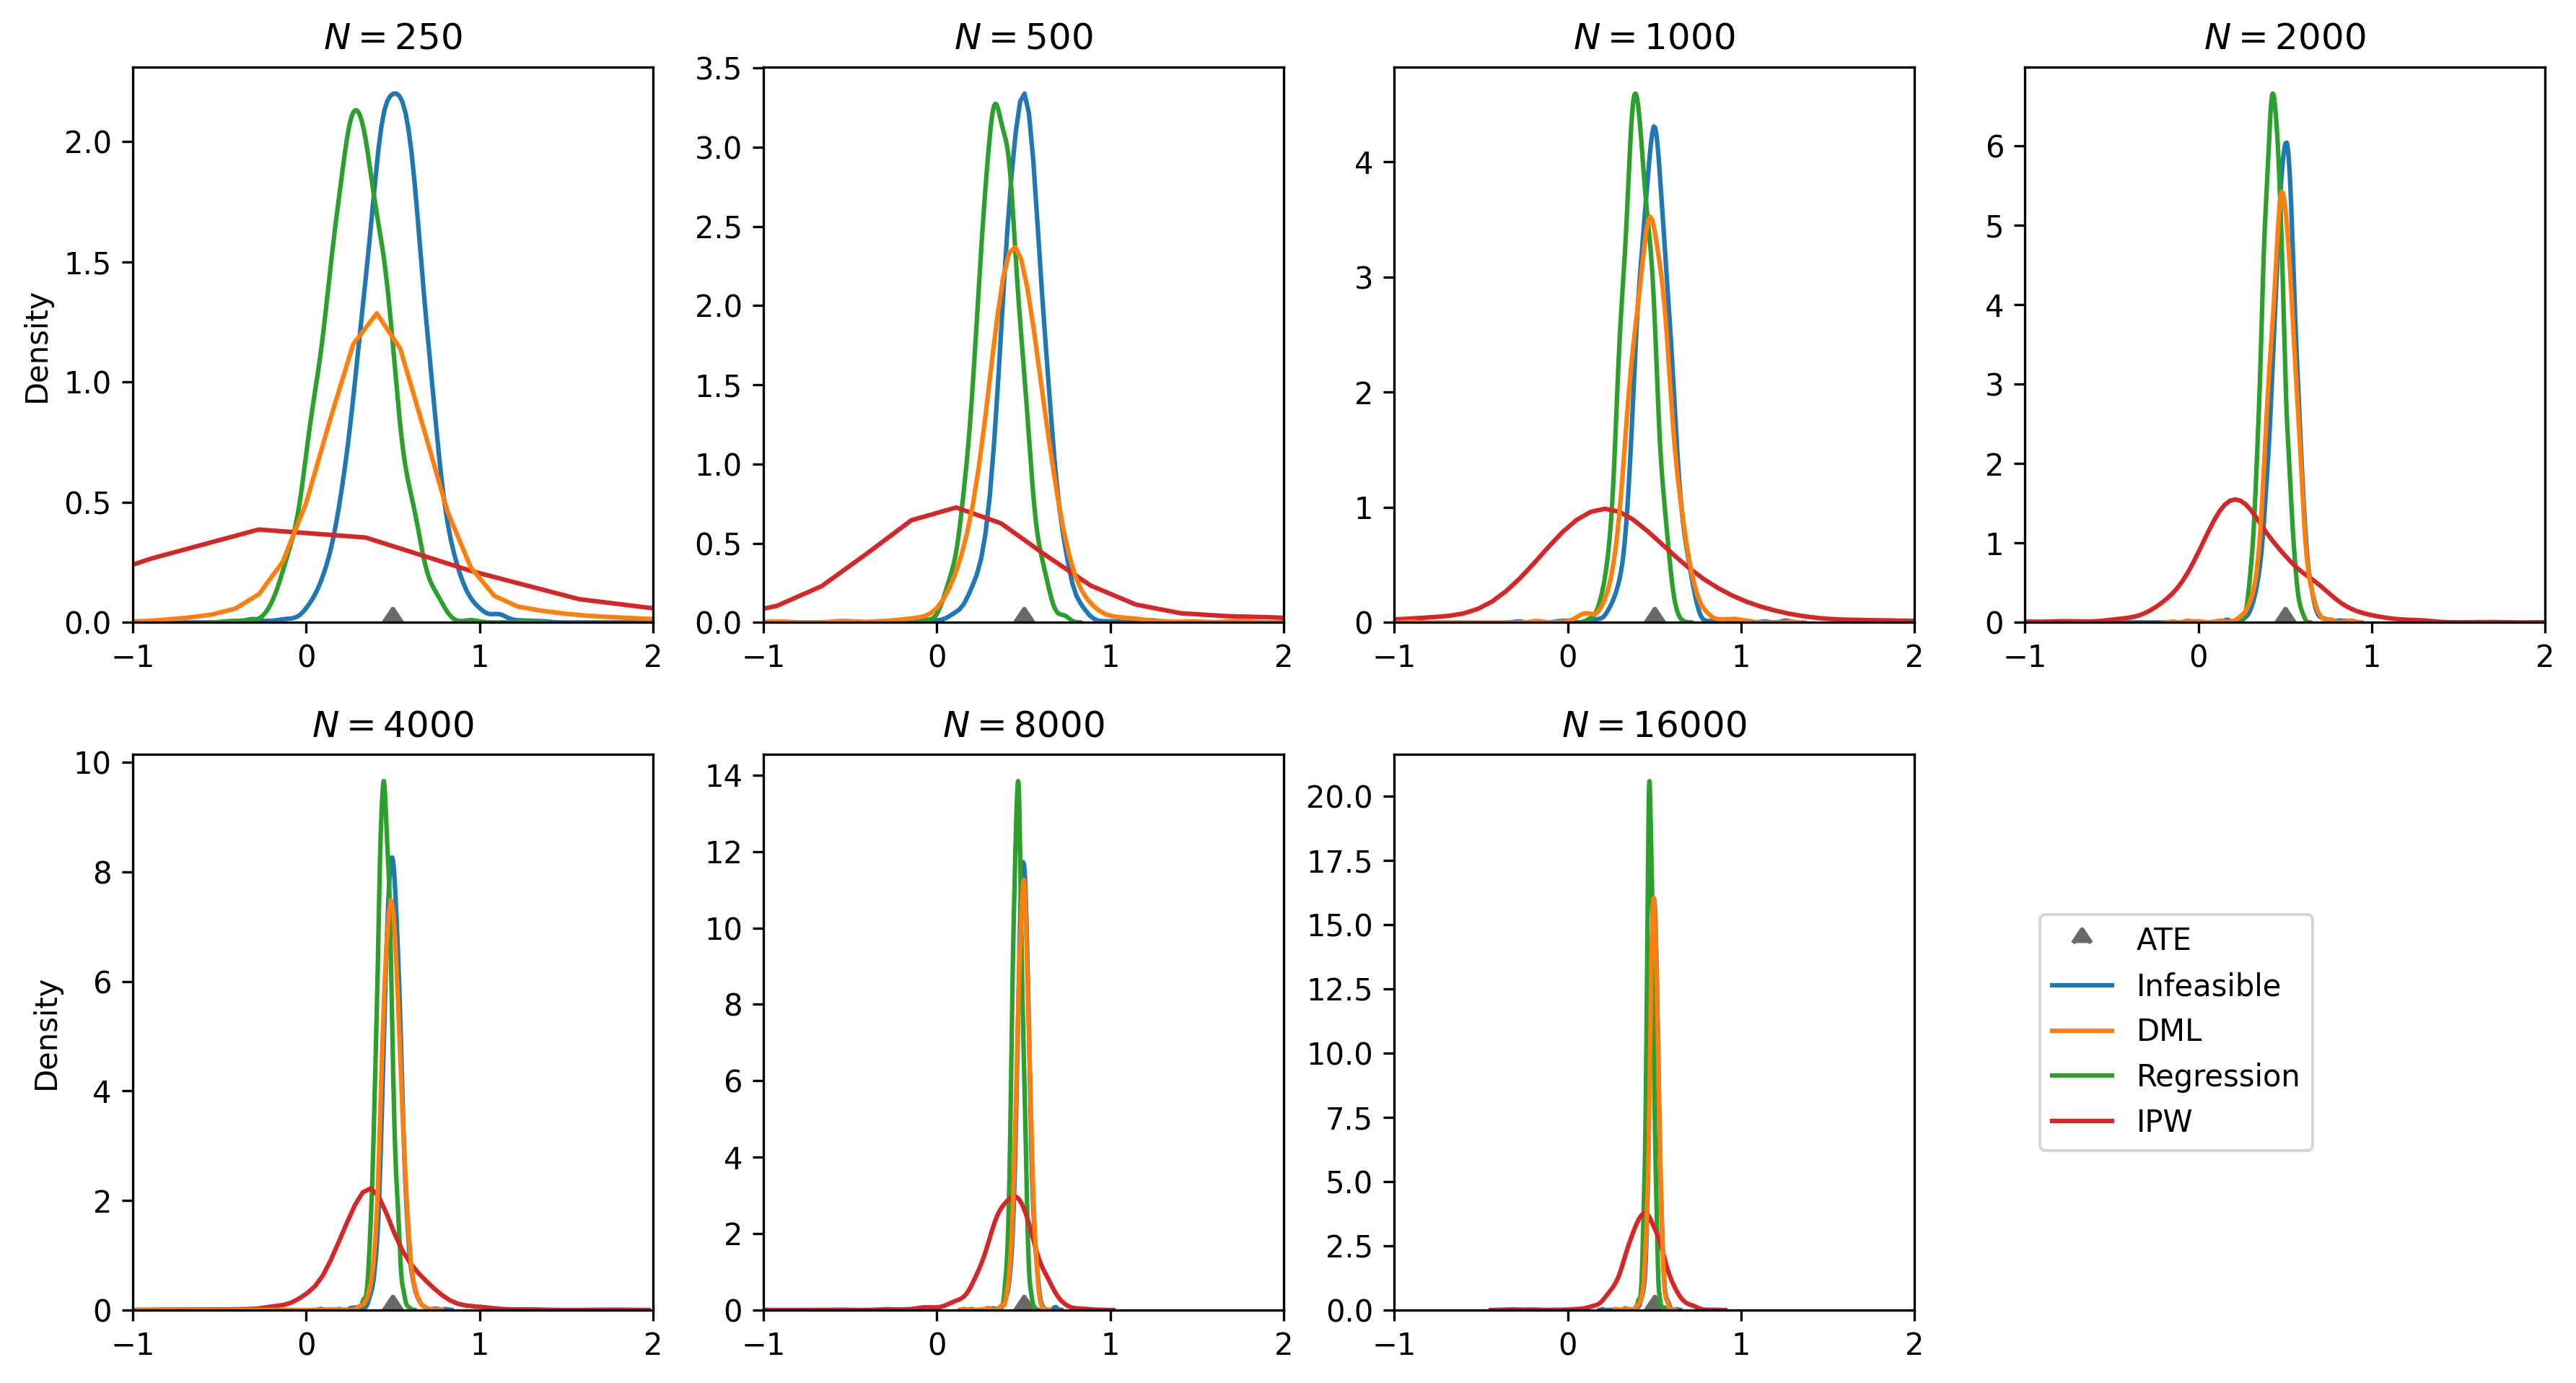 N = 250
N = 500
N = 1000
N = 2000
Density
2.0
1.5
1.0
0.5
0.0
−1 0 1 2
3.5
3.0
2.5
2.0
1.5
1.0
0.5
0.0
−1 0 1 2
4
3
2
1
0
−1 0 1 2
6
5
4
3
2
1
0
−1 0 1 2
N = 4000
N = 8000
N = 16000
Density
10
8
6
4
2
0
−1 0 1 2
14
12
10
8
6
4
2
0
−1 0 1 2
20.0
17.5
15.0
12.5
10.0
7.5
5.0
2.5
0.0
−1 0 1 2
ATE
Infeasible
DML
Regression
IPW